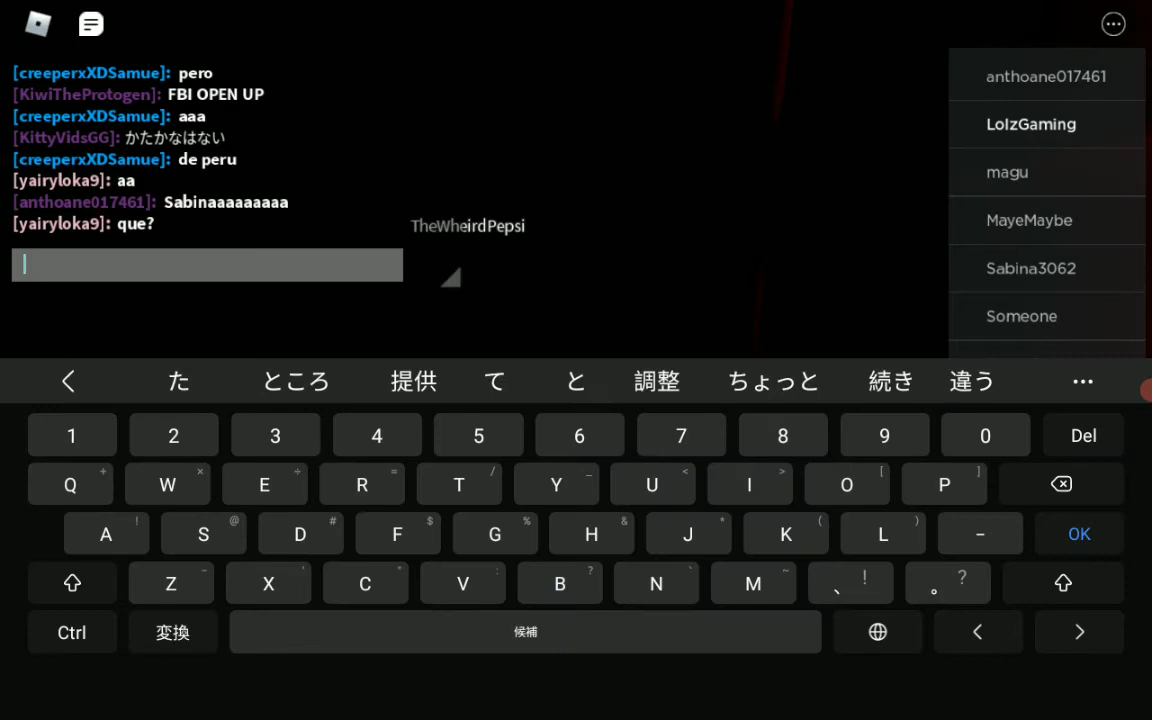 [creeperxXDSamue]: pero
[KiwiTheProtogen]: FBI OPEN UP
[creeperxXDSamue]: aaa
[KittyVidsGG]: かたかなはない
[creeperxXDSamue]: de peru
[yairyloka9]: aa
[anthoane017461]: Sabinaaaaaaaaa
[yairyloka9]: que?
TheWheirdPepsi
anthoane017461
LolzGaming
magu
MayeMaybe
Sabina3062
Someone
た ところ 提供 て と 調整 ちょっと 続き 違う ...
1 2 3 4 5 6 7 8 9 0 Del
Q + W × E ÷ R = T / Y _ U < I > O [ P ]
A ! S @ D # F $ G % H & J * K ( L ) -  OK
Z - X ' C " V : B ? N ` M ~ 、 ! 。 ?
Ctrl 変換 候補 < >